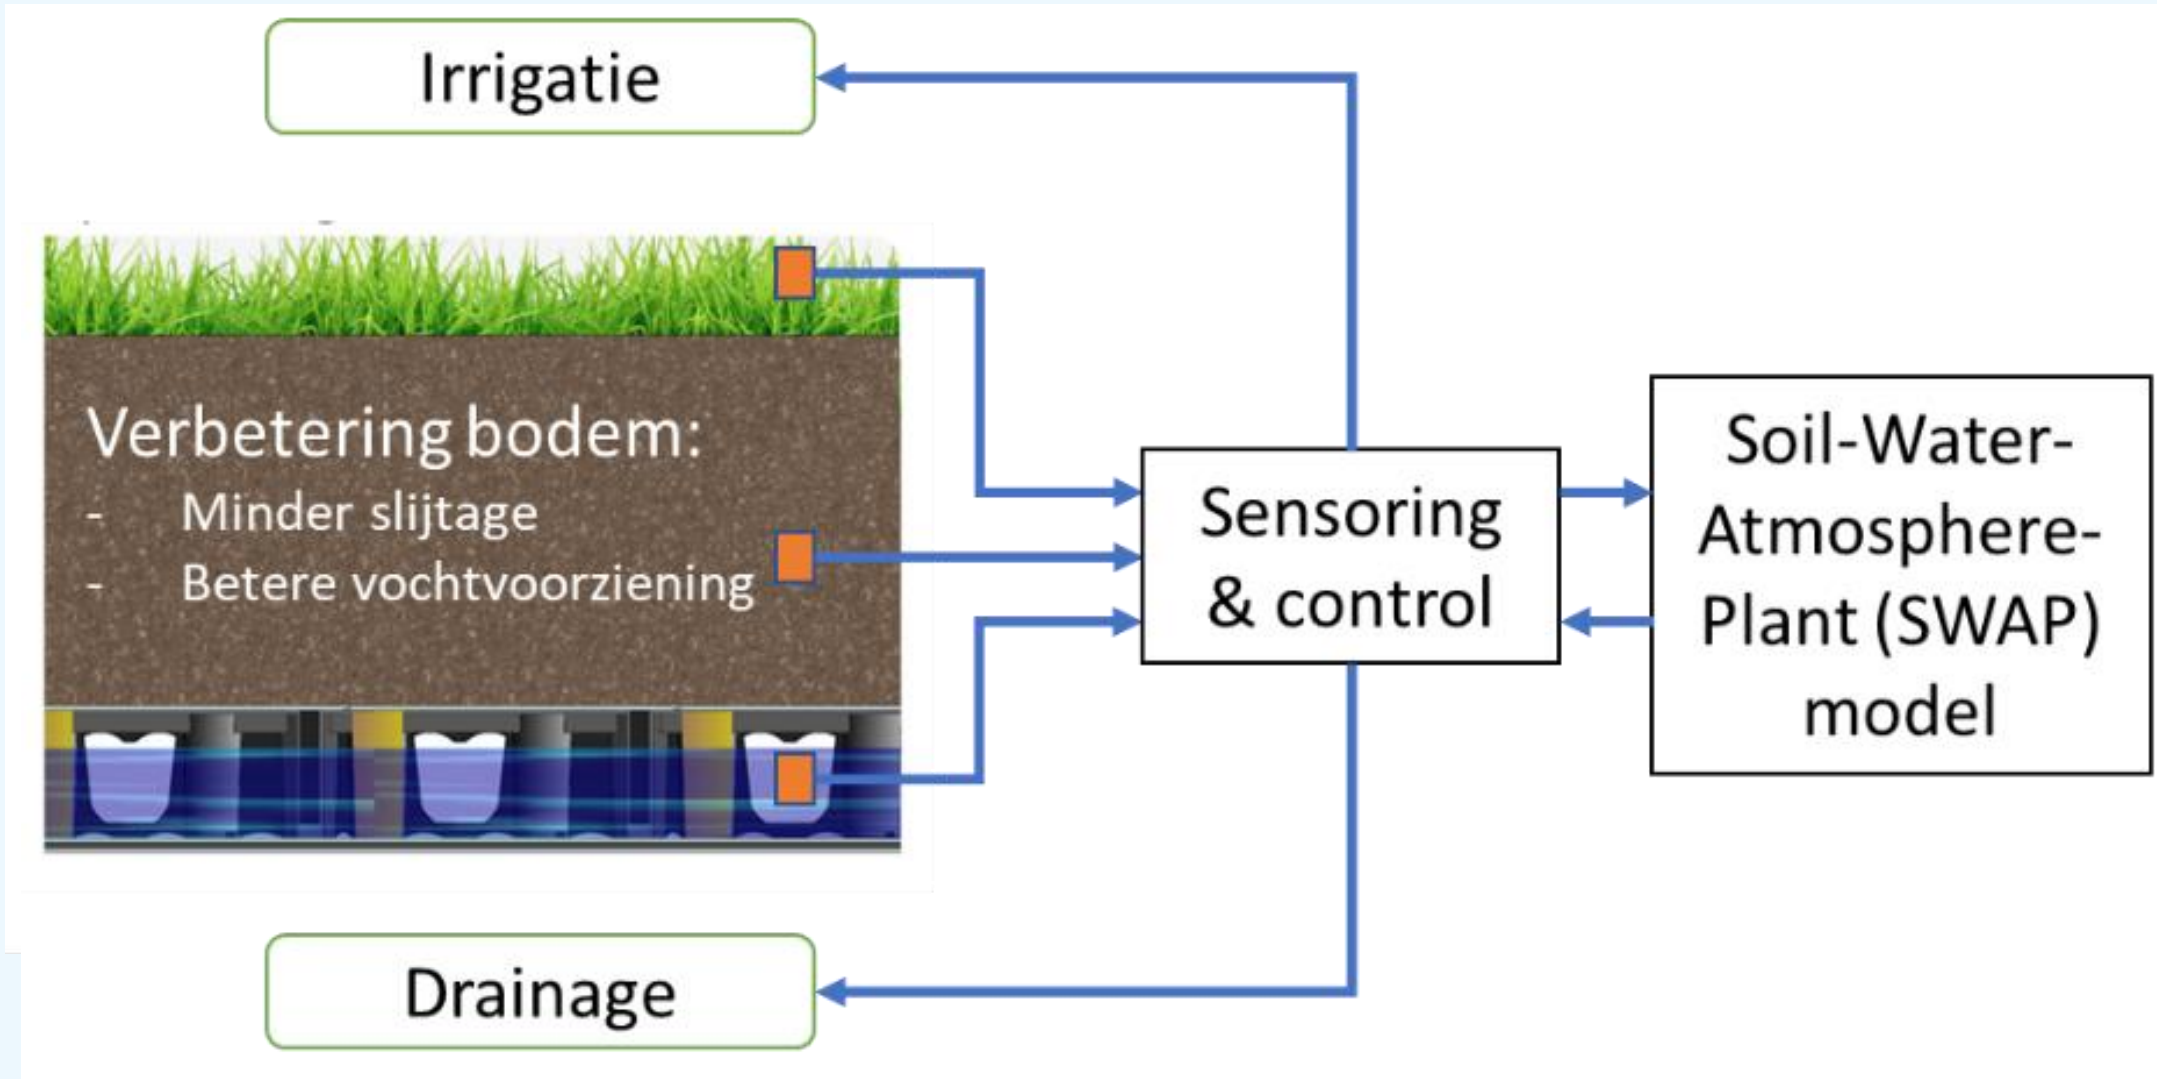 Irrigatie
Verbetering bodem:
- Minder slijtage
- Betere vochtvoorziening
Sensoring
& control
Soil-Water-
Atmosphere-
Plant (SWAP)
model
Drainage